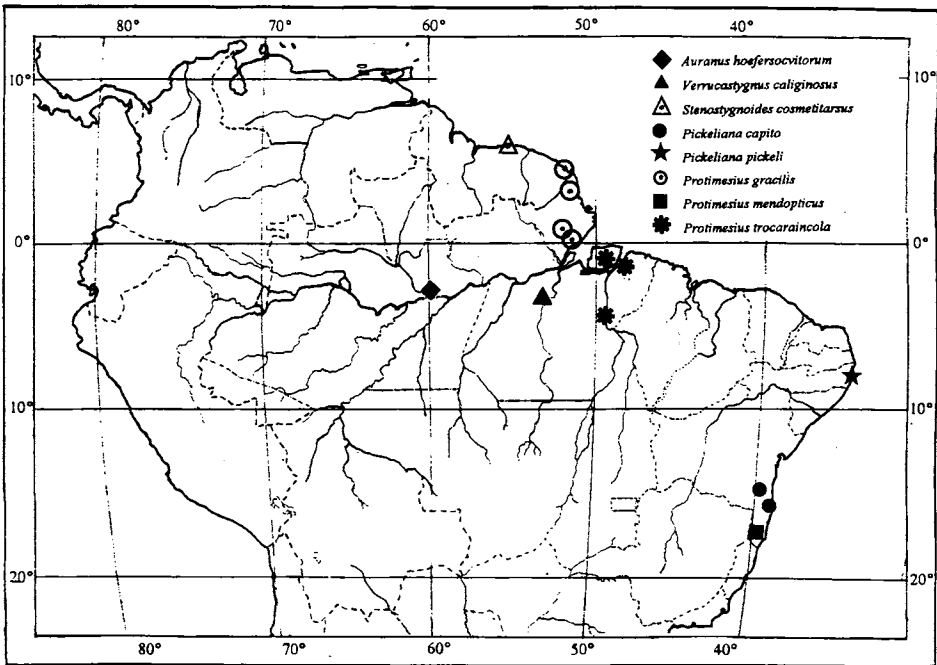 80° 70° 60° 50° 40°
10° 10°
Auranus hoefersocvitorum
Verrucastygnus caliginosus
Stenostygnoides cosmetitarsus
Pickeliana capito
Pickeliana pickeli
Protimesius gracilis
Protimesius mendopticus
Protimesius trocaraincola
0° 0°
10° 10°
20° 20°
80° 70° 60° 50° 40°